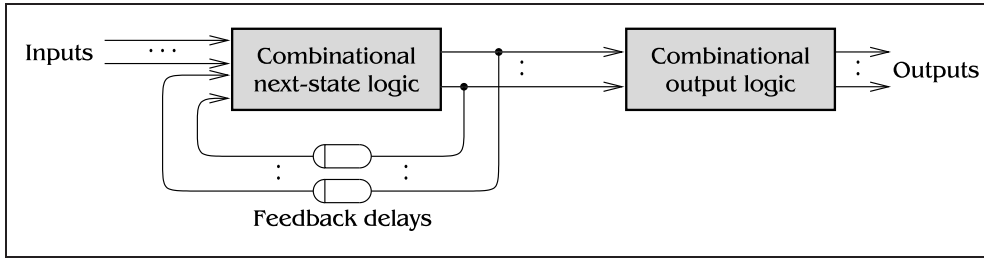 Inputs
Combinational
next-state logic
Combinational
output logic
Outputs
Feedback delays